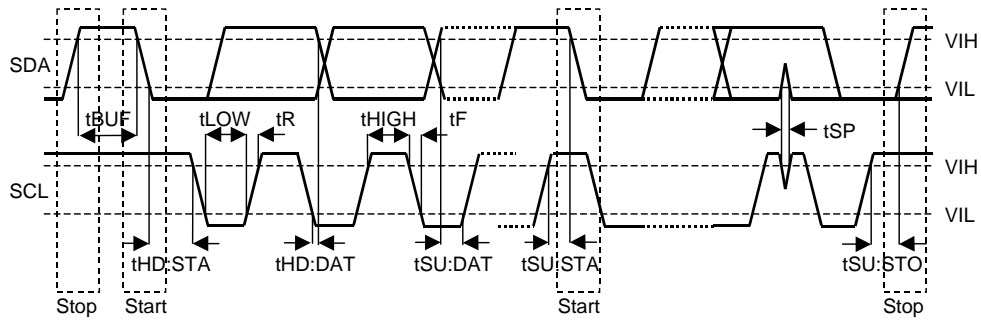 SDA
VIH
VIL
tBUF
tLOW
tR
tHIGH
tF
tSP
SCL
VIH
VIL
tHD:STA
tHD:DAT
tSU:DAT
tSU:STA
tSU:STO
Stop
Start
Start
Stop